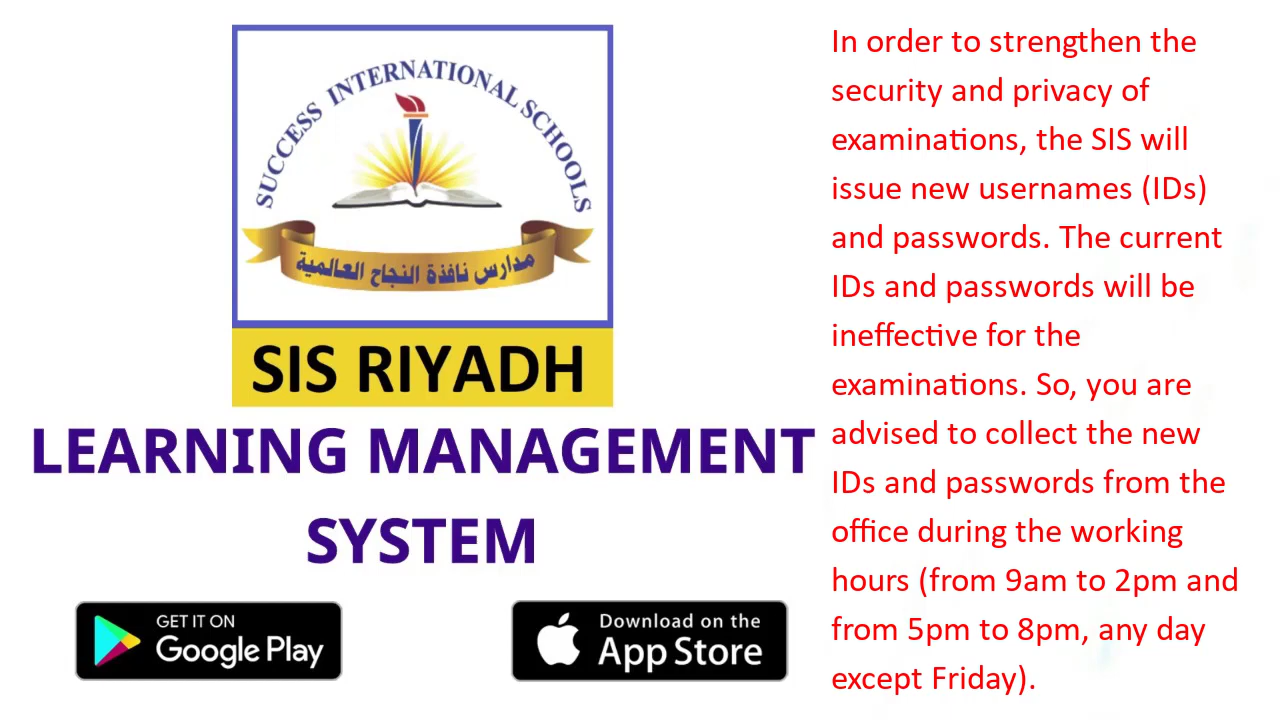 SUCCESS INTERNATIONAL SCHOOLS
مدارس نافذة النجاح العالمية
SIS RIYADH
LEARNING MANAGEMENT
SYSTEM
GET IT ON
Google Play
Download on the
App Store
In order to strengthen the
security and privacy of
examinations, the SIS will
issue new usernames (IDs)
and passwords. The current
IDs and passwords will be
ineffective for the
examinations. So, you are
advised to collect the new
IDs and passwords from the
office during the working
hours (from 9am to 2pm and
from 5pm to 8pm, any day
except Friday).